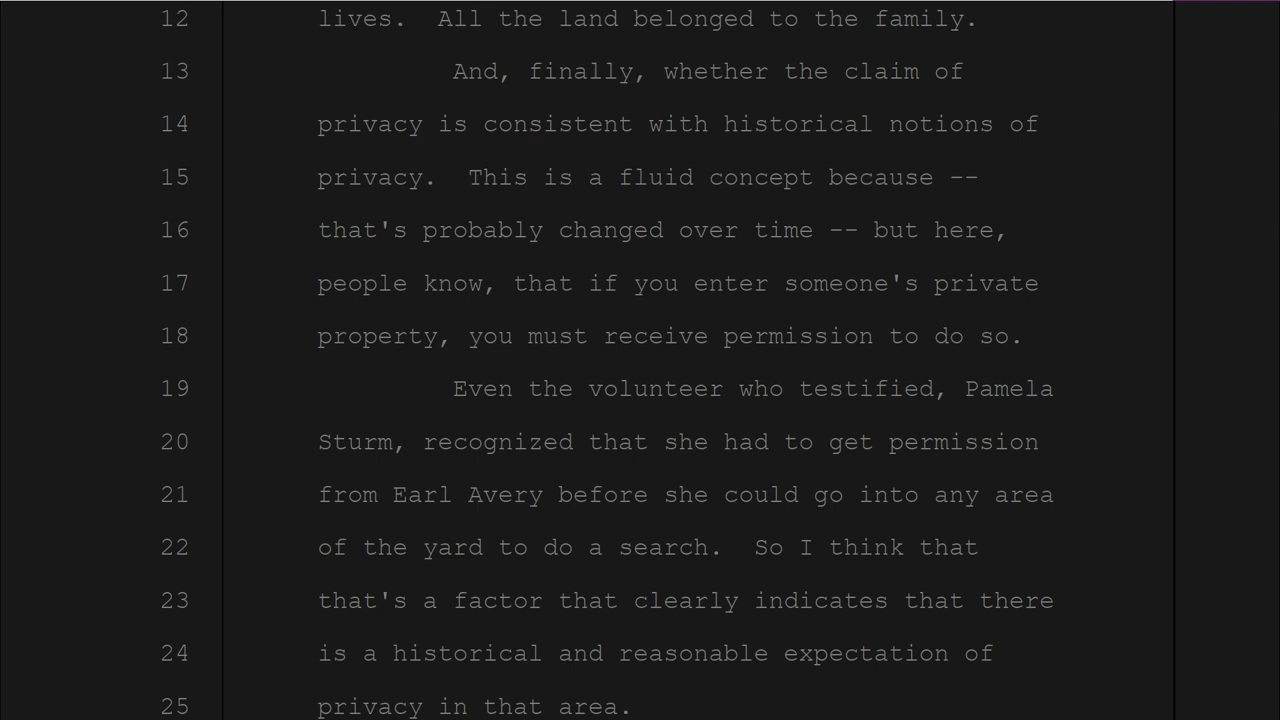 12 lives.  All the land belonged to the family.
13 And, finally, whether the claim of
14 privacy is consistent with historical notions of
15 privacy.  This is a fluid concept because --
16 that's probably changed over time -- but here,
17 people know, that if you enter someone's private
18 property, you must receive permission to do so.
19 Even the volunteer who testified, Pamela
20 Sturm, recognized that she had to get permission
21 from Earl Avery before she could go into any area
22 of the yard to do a search.  So I think that
23 that's a factor that clearly indicates that there
24 is a historical and reasonable expectation of
25 privacy in that area.